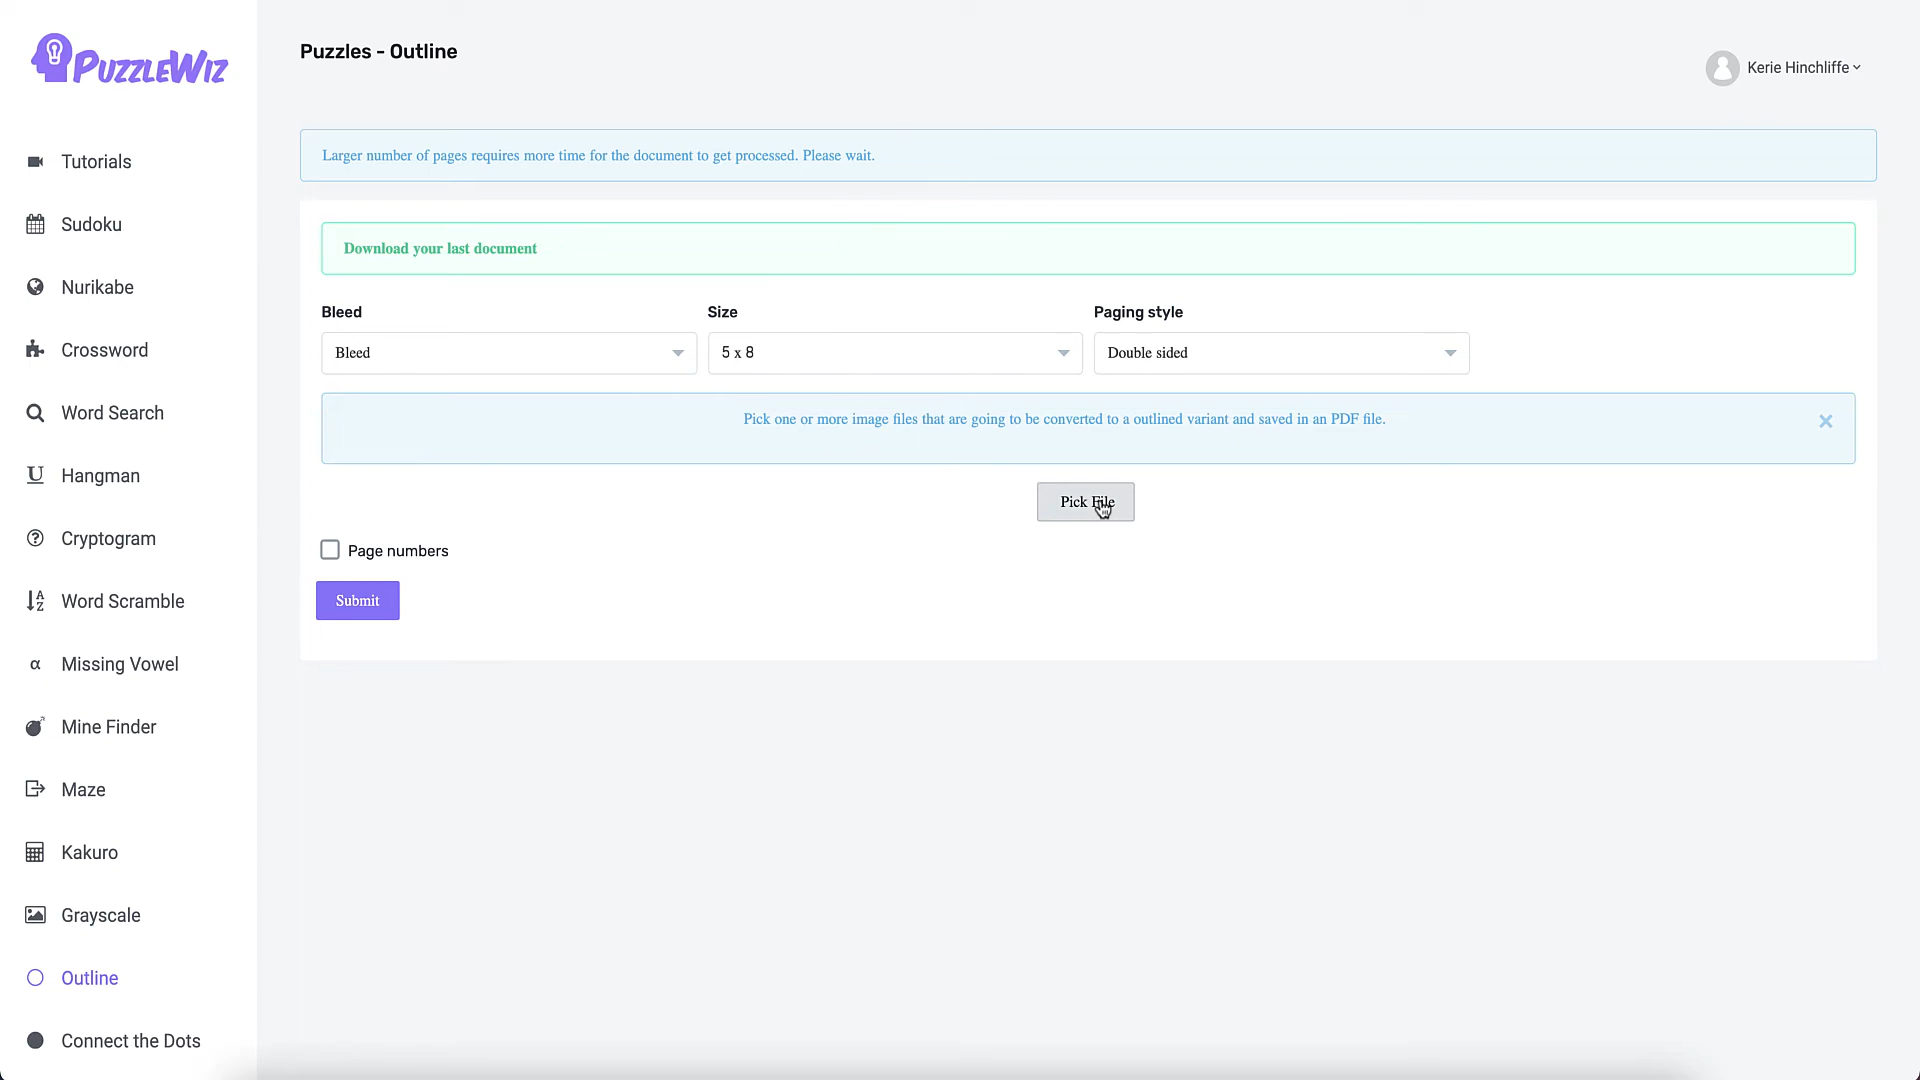 PuzzleWiz
Puzzles - Outline
Kerie Hinchliffe
Tutorials
Sudoku
Nurikabe
Crossword
Word Search
Hangman
Cryptogram
Word Scramble
Missing Vowel
Mine Finder
Maze
Kakuro
Grayscale
Outline
Connect the Dots
Larger number of pages requires more time for the document to get processed. Please wait.
Download your last document
Bleed
Size
Paging style
Bleed
5 x 8
Double sided
Pick one or more image files that are going to be converted to a outlined variant and saved in an PDF file.
Pick File
Page numbers
Submit